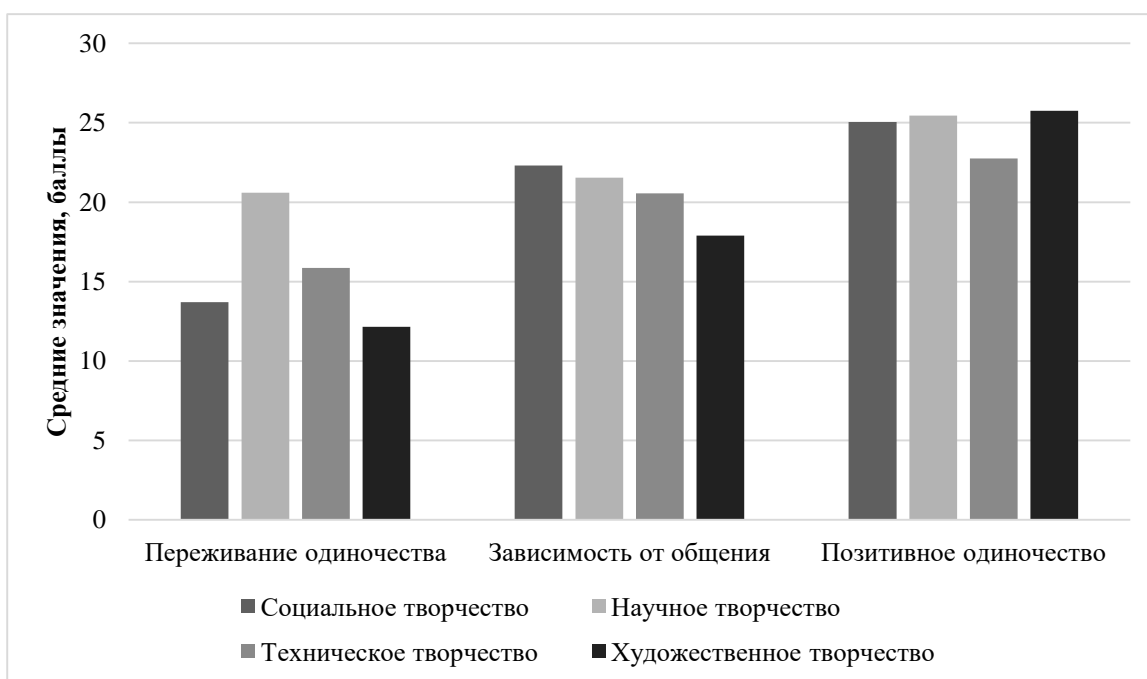 Средние значения, баллы
30
25
20
15
10
5
0
Переживание одиночества Зависимость от общения Позитивное одиночество
Социальное творчество Научное творчество
Техническое творчество Художественное творчество